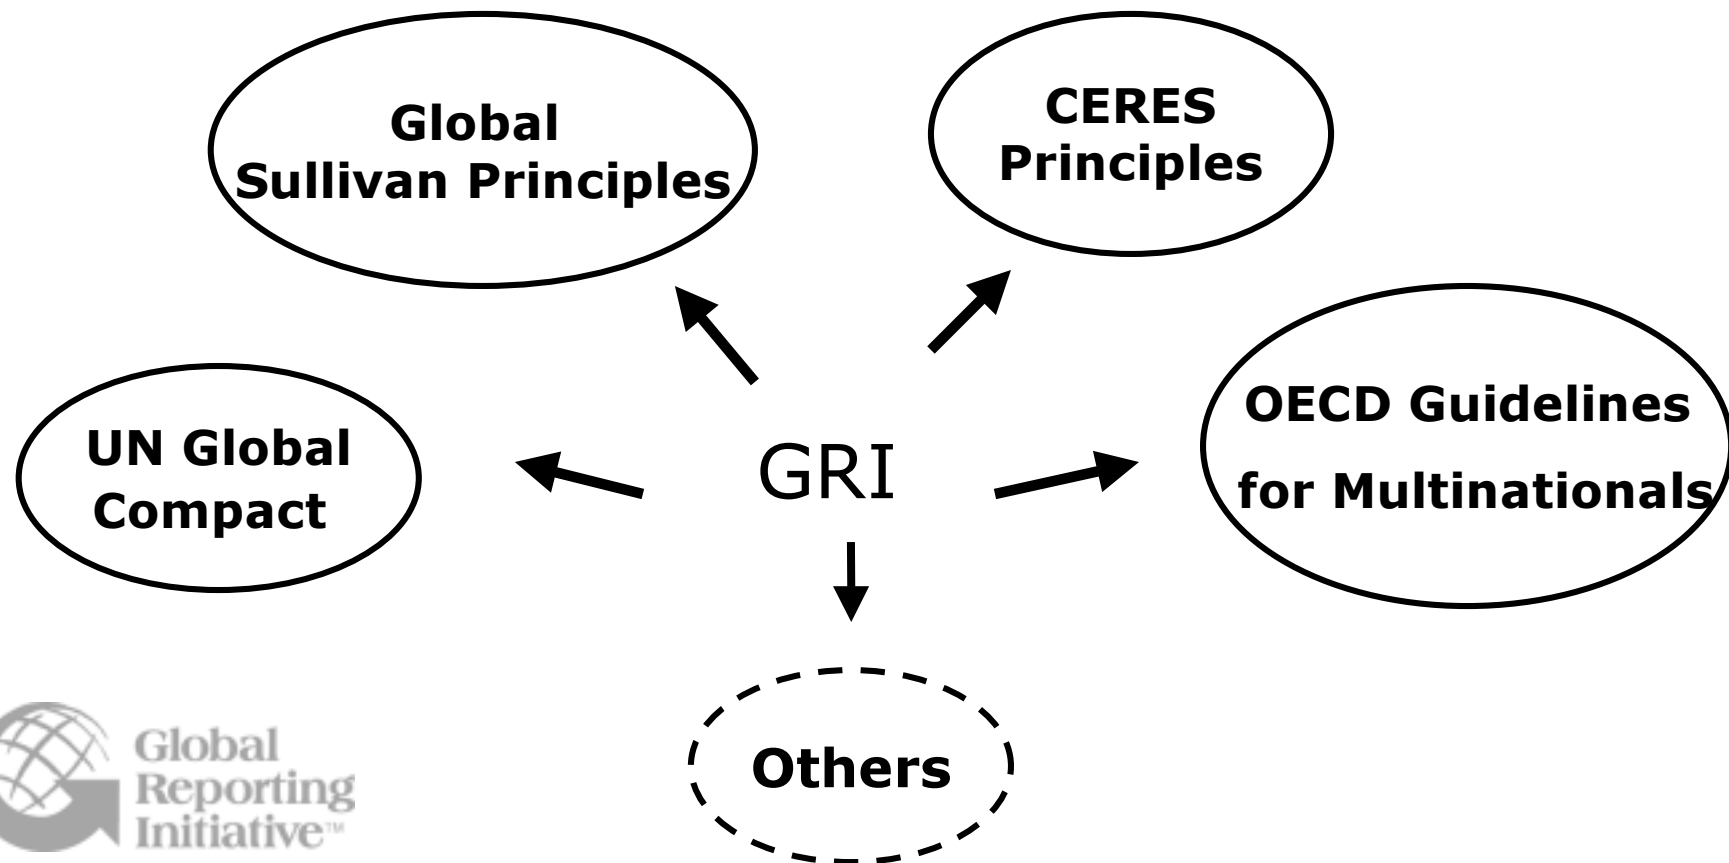 Global
Sullivan Principles
CERES
Principles
UN Global
Compact
GRI
OECD Guidelines
for Multinationals
Others
Global
Reporting
Initiative™